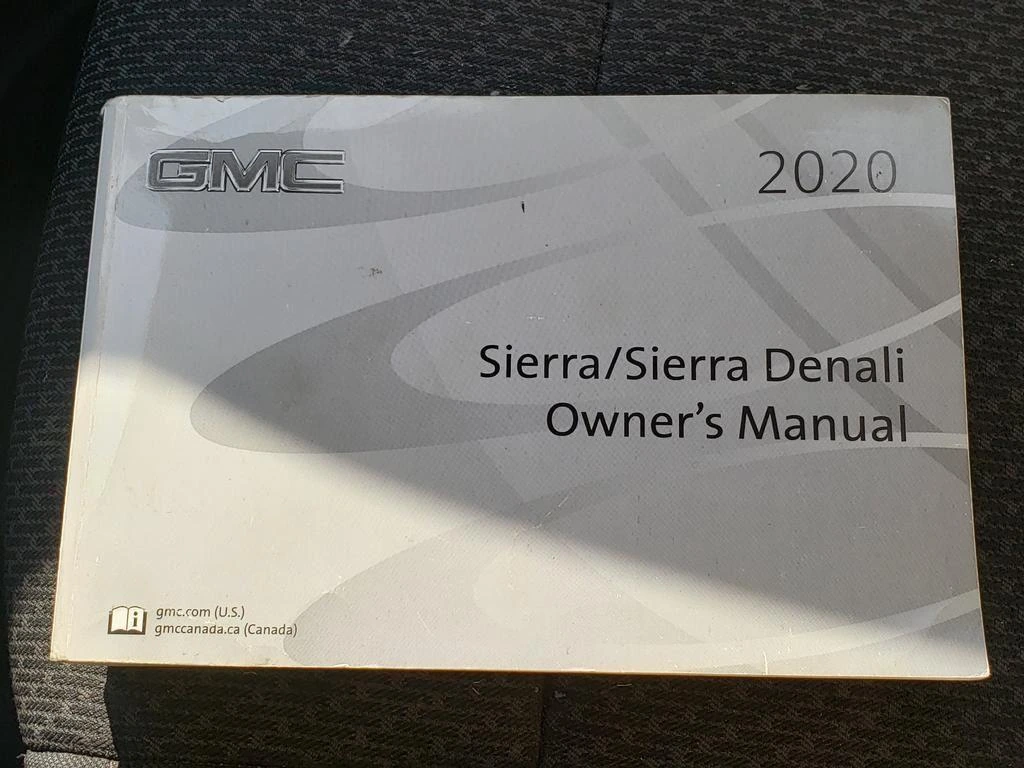 GMC
2020
Sierra/Sierra Denali
Owner's Manual
gmc.com (U.S.)
gmccanada.ca (Canada)